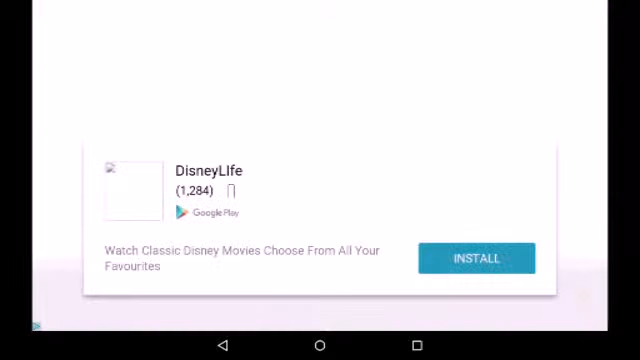 DisneyLIfe
(1,284)
Google Play
Watch Classic Disney Movies Choose From All Your
Favourites
INSTALL